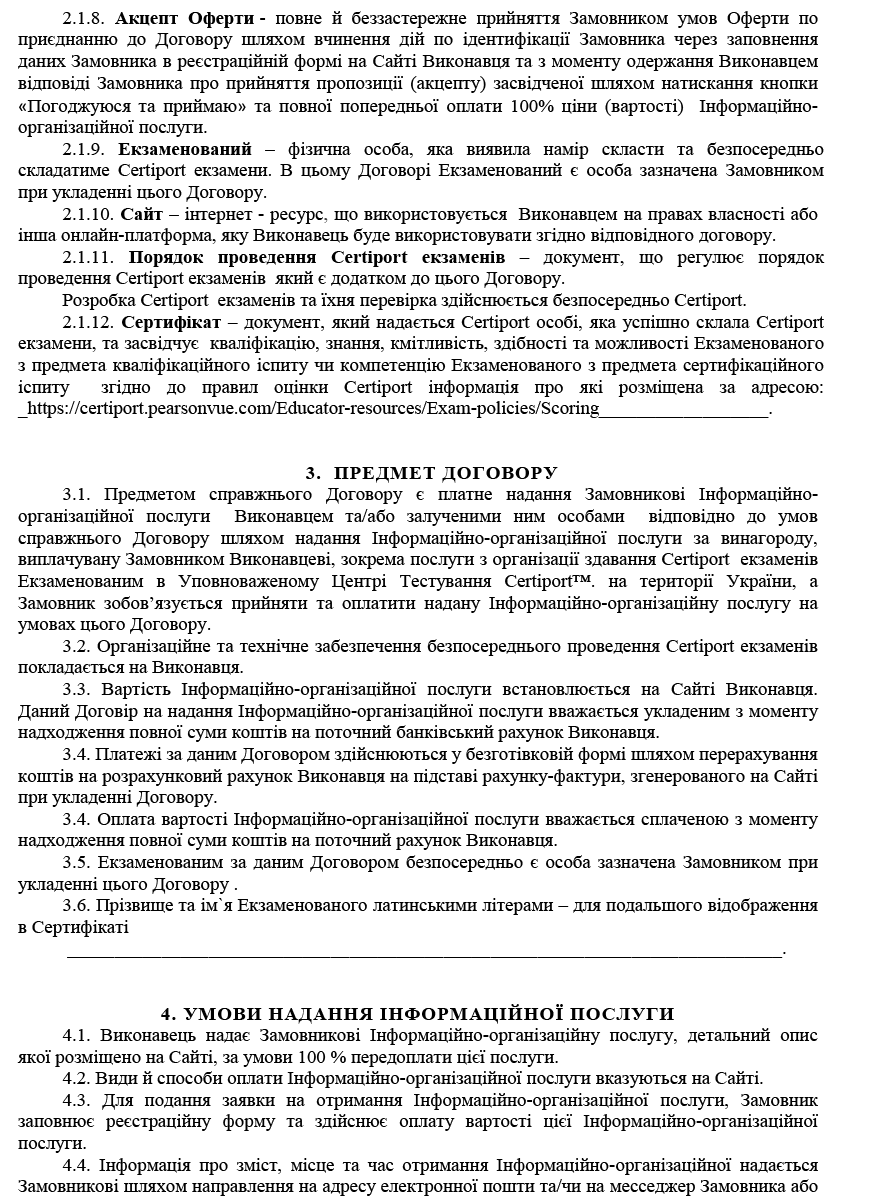 2.1.8. Акцепт Оферти - повне й беззастережне прийняття Замовником умов Оферти по
приєднанню до Договору шляхом вчинення дій по ідентифікації Замовника через заповнення
даних Замовника в реєстраційній формі на Сайті Виконавця та з моменту одержання Виконавцем
відповіді Замовника про прийняття пропозиції (акцепту) засвідченої шляхом натискання кнопки
«Погоджуюся та приймаю» та повної попередньої оплати 100% ціни (вартості) Інформаційно-
організаційної послуги.
2.1.9. Екзаменований – фізична особа, яка виявила намір скласти та безпосередньо
складатиме Certiport екзамени. В цьому Договорі Екзаменований є особа зазначена Замовником
при укладенні цього Договору.
2.1.10. Сайт – інтернет - ресурс, що використовується Виконавцем на правах власності або
інша онлайн-платформа, яку Виконавець буде використовувати згідно відповідного договору.
2.1.11. Порядок проведення Certiport екзаменів – документ, що регулює порядок
проведення Certiport екзаменів який є додатком до цього Договору.
Розробка Certiport екзаменів та їхня перевірка здійснюється безпосередньо Certiport.
2.1.12. Сертифікат – документ, який надається Certiport особі, яка успішно склала Certiport
екзамени, та засвідчує кваліфікацію, знання, кмітливість, здібності та можливості Екзаменованого
з предмета кваліфікаційного іспиту чи компетенцію Екзаменованого з предмета сертифікаційного
іспиту згідно до правил оцінки Certiport інформація про які розміщена за адресою:
_https://certiport.pearsonvue.com/Educator-resources/Exam-policies/Scoring__________________.
3. ПРЕДМЕТ ДОГОВОРУ
3.1. Предметом справжнього Договору є платне надання Замовникові Інформаційно-
організаційної послуги Виконавцем та/або залученими ним особами відповідно до умов
справжнього Договору шляхом надання Інформаційно-організаційної послуги за винагороду,
виплачувану Замовником Виконавцеві, зокрема послуги з організації здавання Certiport екзаменів
Екзаменованим в Уповноваженому Центрі Тестування Certiport™. на території України, а
Замовник зобов’язується прийняти та оплатити надану Інформаційно-організаційну послугу на
умовах цього Договору.
3.2. Організаційне та технічне забезпечення безпосереднього проведення Certiport екзаменів
покладається на Виконавця.
3.3. Вартість Інформаційно-організаційної послуги встановлюється на Сайті Виконавця.
Даний Договір на надання Інформаційно-організаційної послуги вважається укладеним з моменту
надходження повної суми коштів на поточний банківський рахунок Виконавця.
3.4. Платежі за даним Договором здійснюються у безготівковій формі шляхом перерахування
коштів на розрахунковий рахунок Виконавця на підставі рахунку-фактури, згенерованого на Сайті
при укладенні Договору.
3.4. Оплата вартості Інформаційно-організаційної послуги вважається сплаченою з моменту
надходження повної суми коштів на поточний рахунок Виконавця.
3.5. Екзаменованим за даним Договором безпосередньо є особа зазначена Замовником при
укладенні цього Договору .
3.6. Прізвище та ім`я Екзаменованого латинськими літерами – для подальшого відображення
в Сертифікаті
____________________________________________________________________________.
4. УМОВИ НАДАННЯ ІНФОРМАЦІЙНОЇ ПОСЛУГИ
4.1. Виконавець надає Замовникові Інформаційно-організаційну послугу, детальний опис
якої розміщено на Сайті, за умови 100 % передоплати цієї послуги.
4.2. Види й способи оплати Інформаційно-організаційної послуги вказуються на Сайті.
4.3. Для подання заявки на отримання Інформаційно-організаційної послуги, Замовник
заповнює реєстраційну форму та здійснює оплату вартості цієї Інформаційно-організаційної
послуги.
4.4. Інформація про зміст, місце та час отримання Інформаційно-організаційної надається
Замовникові шляхом направлення на адресу електронної пошти та/чи на месседжер Замовника або